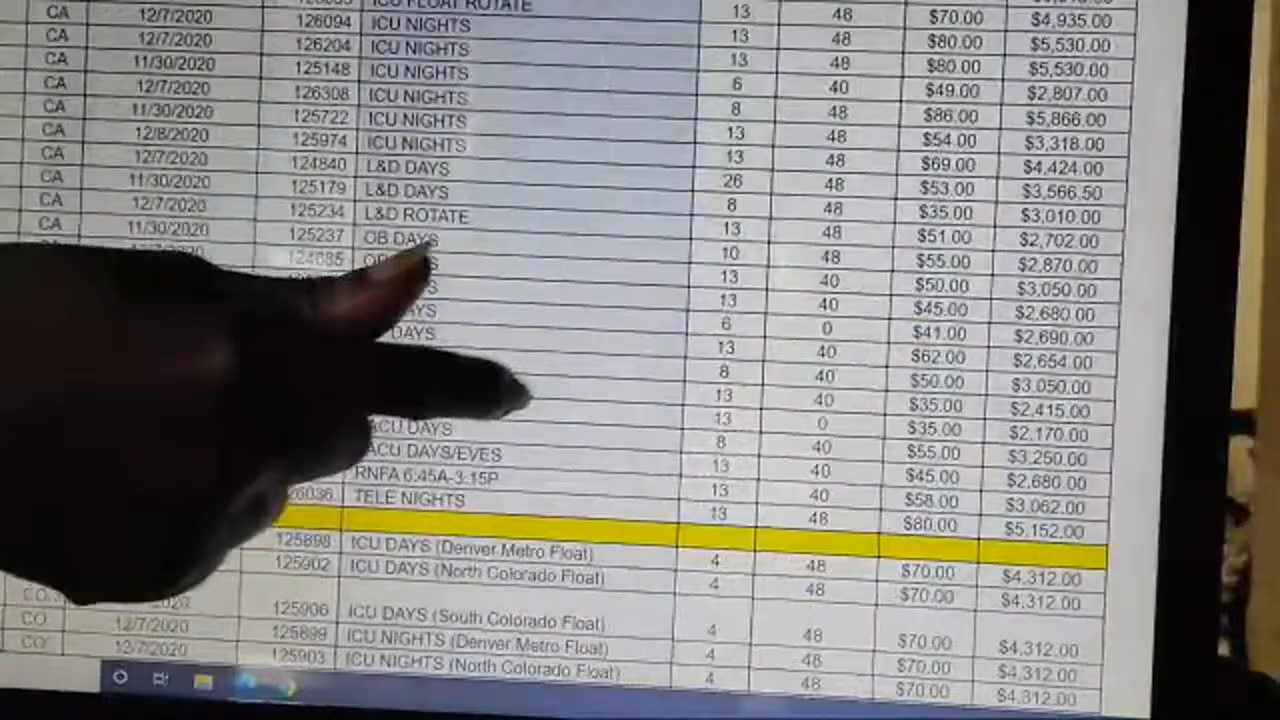 ICU FLOAT ROTATE 13 48 $70.00 $4,935.00
CA 12/7/2020 126094 ICU NIGHTS 13 48 $80.00 $5,530.00
CA 12/7/2020 126204 ICU NIGHTS 13 48 $80.00 $5,530.00
CA 11/30/2020 125148 ICU NIGHTS 6 40 $49.00 $2,807.00
CA 12/7/2020 126308 ICU NIGHTS 8 48 $86.00 $5,866.00
CA 11/30/2020 125722 ICU NIGHTS 13 48 $54.00 $3,318.00
CA 12/8/2020 125974 ICU NIGHTS 13 48 $69.00 $4,424.00
CA 12/7/2020 124840 L&D DAYS 26 48 $53.00 $3,566.50
CA 11/30/2020 125179 L&D DAYS 8 48 $35.00 $3,010.00
CA 12/7/2020 125234 L&D ROTATE 13 48 $51.00 $2,702.00
CA 11/30/2020 125237 OB DAYS 10 48 $55.00 $2,870.00
124685 13 40 $50.00 $3,050.00
13 40 $45.00 $2,680.00
6 0 $41.00 $2,690.00
DAYS 13 40 $62.00 $2,654.00
8 40 $50.00 $3,050.00
13 40 $35.00 $2,415.00
13 0 $35.00 $2,170.00
ACU DAYS 8 40 $55.00 $3,250.00
ACU DAYS/EVES 13 40 $45.00 $2,680.00
RNFA 6:45A-3:15P 13 40 $58.00 $3,062.00
26036 TELE NIGHTS 13 48 $80.00 $5,152.00
125898 ICU DAYS (Denver Metro Float) 4 48 $70.00 $4,312.00
125902 ICU DAYS (North Colorado Float) 4 48 $70.00 $4,312.00
CO 2020 125906 ICU DAYS (South Colorado Float) 4 48 $70.00 $4,312.00
CO 12/7/2020 125899 ICU NIGHTS (Denver Metro Float) 4 48 $70.00 $4,312.00
CO 12/7/2020 125903 ICU NIGHTS (North Colorado Float) 4 48 $70.00 $4,312.00